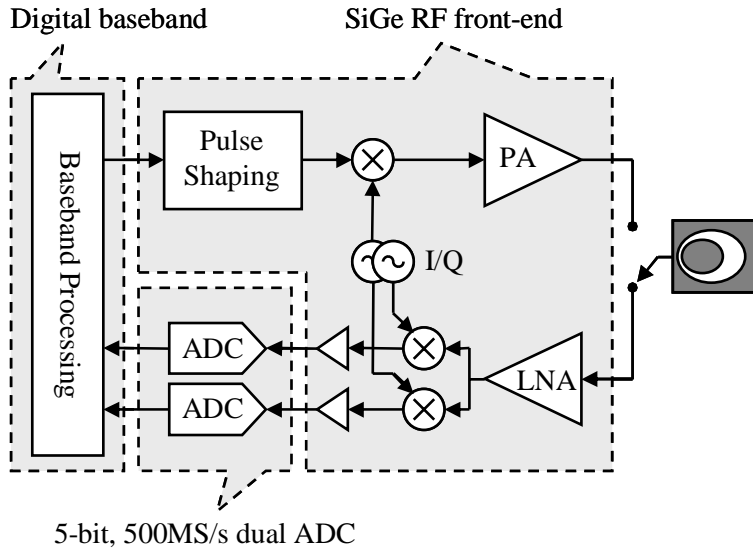 Digital baseband
SiGe RF front-end
Baseband Processing
Pulse
Shaping
PA
I/Q
ADC
LNA
ADC
5-bit, 500MS/s dual ADC